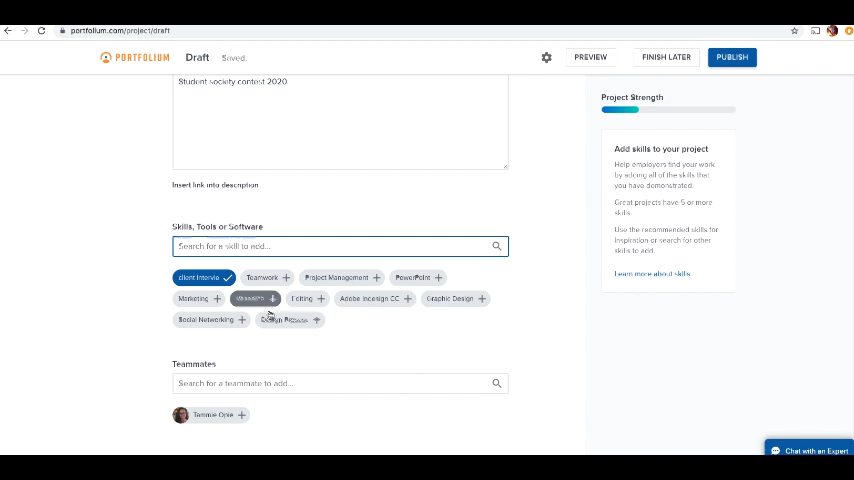 portfolium.com/project/draft
PORTFOLIUM Draft Saved. PREVIEW FINISH LATER PUBLISH
Student society contest 2020.
Insert link into description
Skills, Tools or Software
Search for a skill to add...
client intervie
Teamwork + Project Management + PowerPoint +
Marketing + Editing + Adobe Indesign CC + Graphic Design +
Social Networking + Design
Teammates
Search for a teammate to add...
Tammie Opie +
Project Strength
Add skills to your project
Help employers find your work
by adding all of the skills that
you have demonstrated.
Great projects have 5 or more
skills.
Use the recommended skills for
inspiration or search for other
skills to add.
Learn more about skills
Chat with an Expert